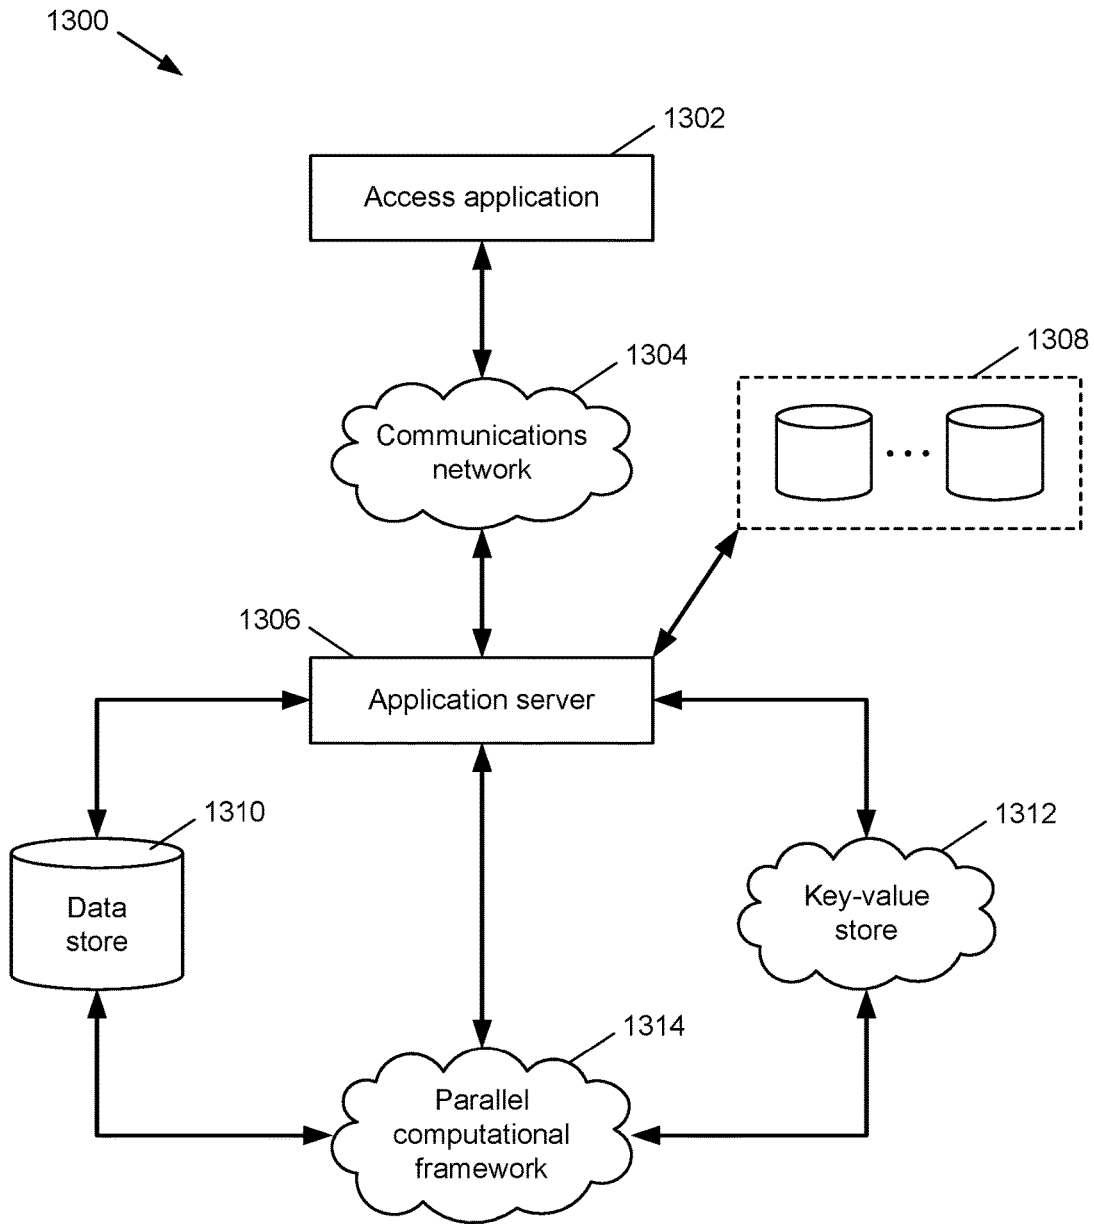 1300
1302
Access application
1304
1308
Communications
network
1306
Application server
1310
1312
Data
store
Key-value
store
1314
Parallel
computational
framework